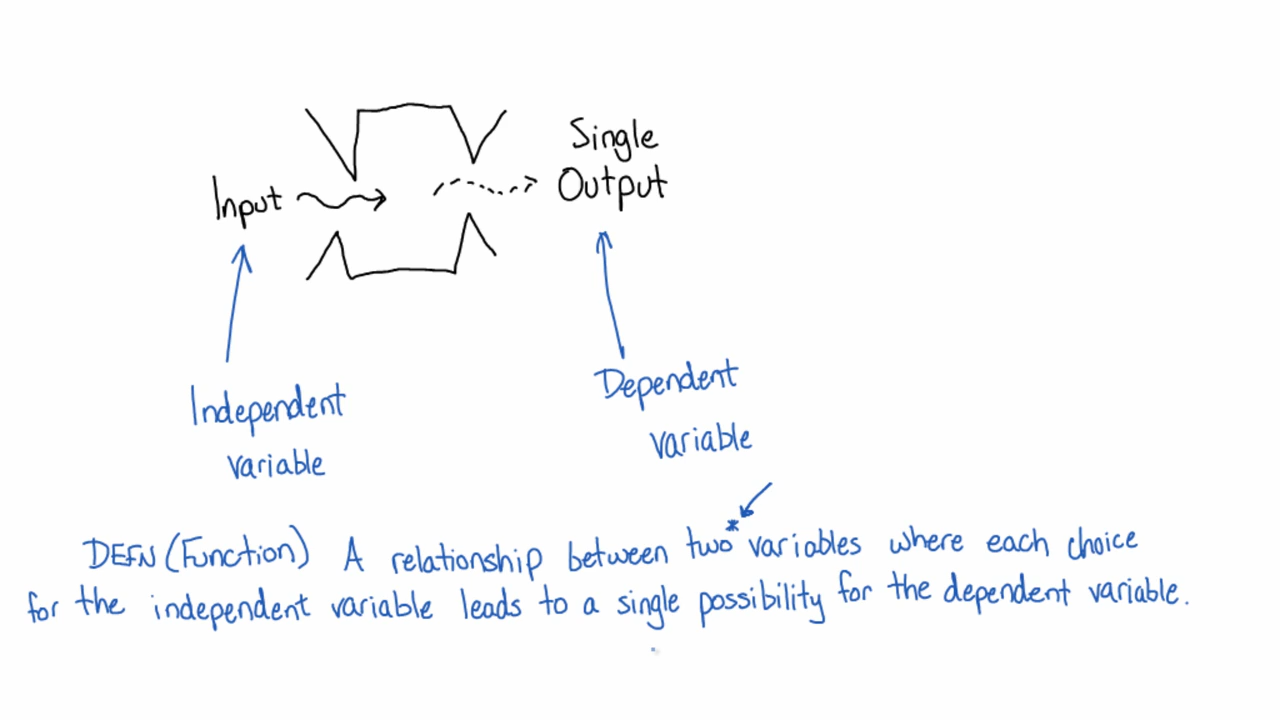 Single
Input
Output
Independent
variable
Dependent
variable
DEFN (Function) A relationship between two* variables where each choice
for the independent variable leads to a single possibility for the dependent variable.